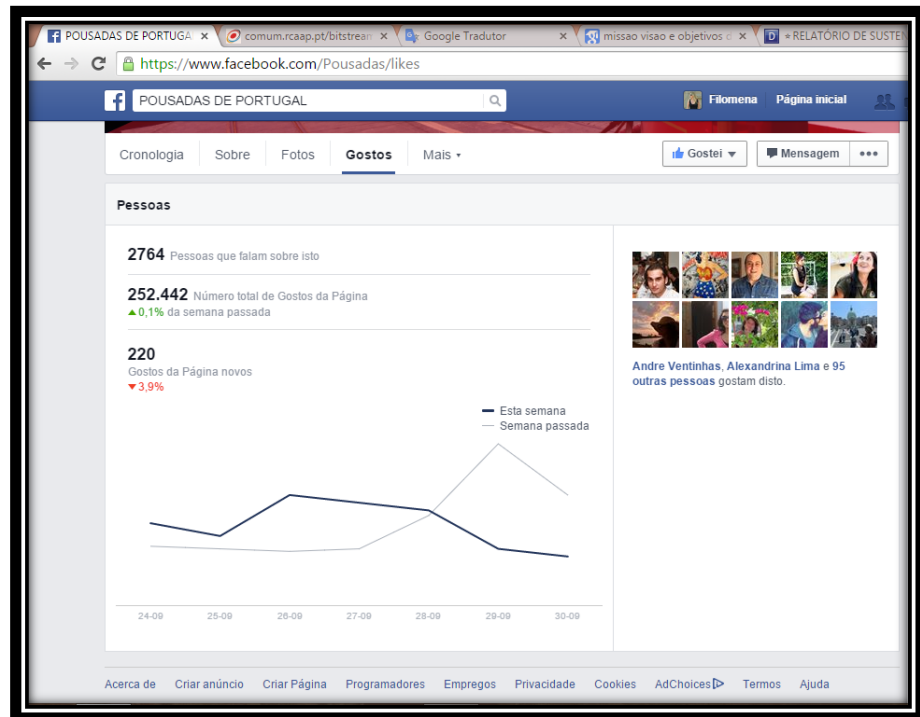 POUSADAS DE PORTUGA
comum.rcaap.pt/bitstream
Google Tradutor
missao visao e objetivos d
RELATÓRIO DE SUSTEN
https://www.facebook.com/Pousadas/likes
POUSADAS DE PORTUGAL
Filomena
Página inicial
Cronologia
Sobre
Fotos
Gostos
Mais
Gostei
Mensagem
Pessoas
2764 Pessoas que falam sobre isto
252.442 Número total de Gostos da Página
0,1% da semana passada
220
Gostos da Página novos
3,9%
Andre Ventinhas, Alexandrina Lima e 95
outras pessoas gostam disto.
Esta semana
Semana passada
24-09 25-09 26-09 27-09 28-09 29-09 30-09
Acerca de Criar anúncio Criar Página Programadores Empregos Privacidade Cookies AdChoices Termos Ajuda